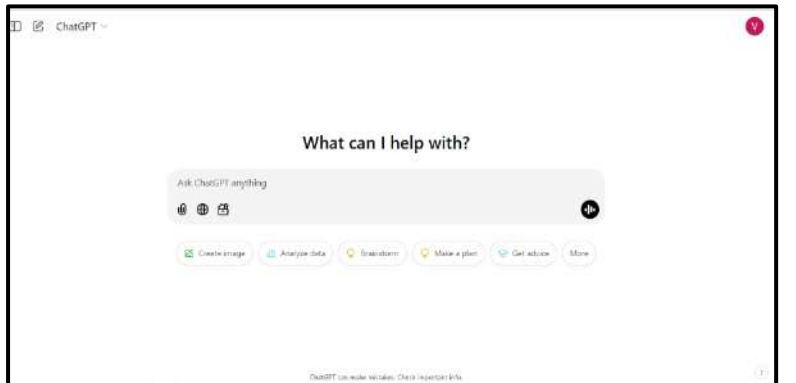 ChatGPT
V
What can I help with?
Ask ChatGPT anything
Create image Analyze data Brainstorm Make a plan Get advice More
ChatGPT can make mistakes. Check important info.